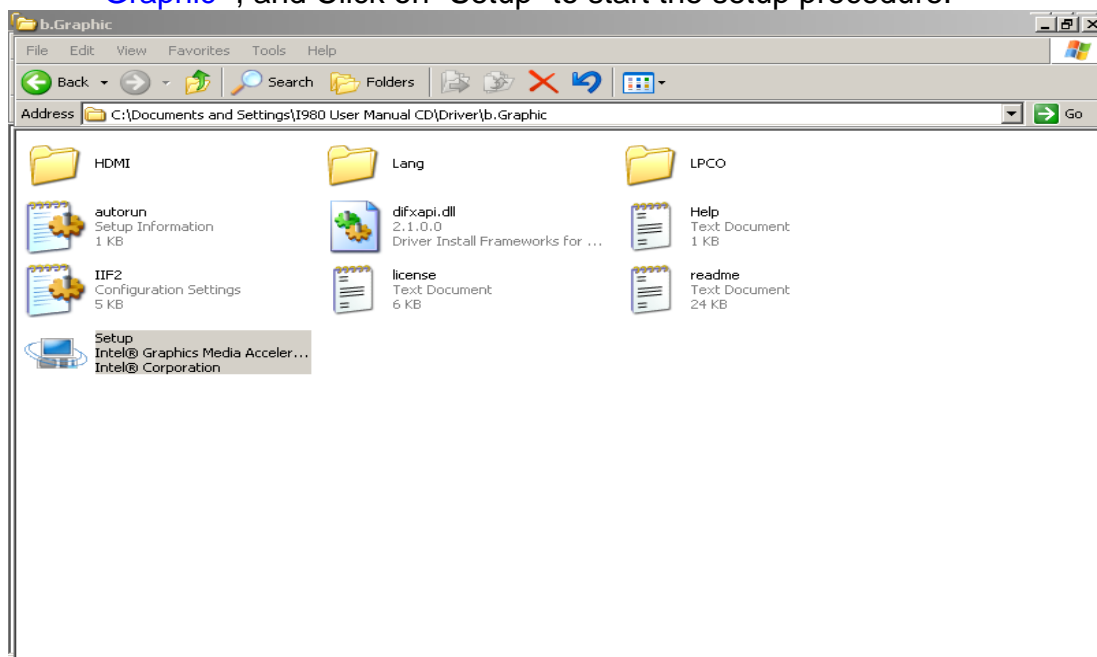 Graphic", and Click on "Setup" to start the setup procedure.
b.Graphic
File Edit View Favorites Tools Help
Back Search Folders
Address C:\Documents and Settings\I980 User Manual CD\Driver\b.Graphic Go
HDMI
Lang
LPCO
autorun
Setup Information
1 KB
difxapi.dll
2.1.0.0
Driver Install Frameworks for ...
Help
Text Document
1 KB
IIF2
Configuration Settings
5 KB
license
Text Document
6 KB
readme
Text Document
24 KB
Setup
Intel® Graphics Media Acceler...
Intel® Corporation